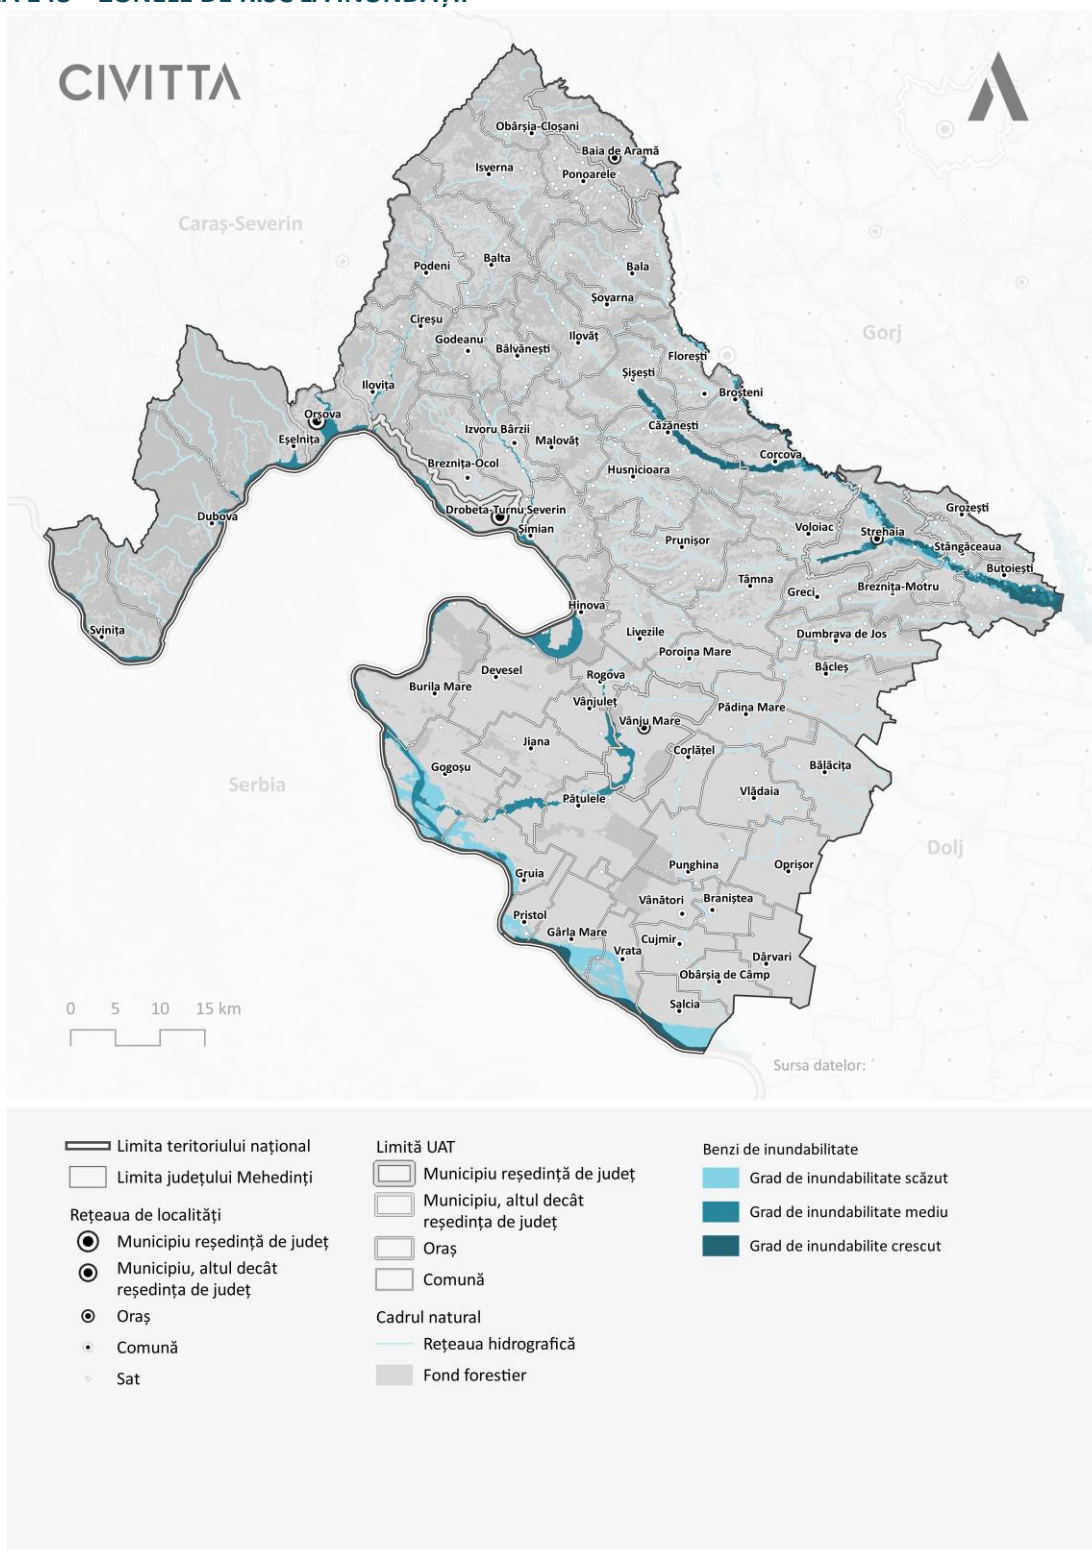 ZONELE DE RISC LA INUNDAȚII
CIVITTA
Obârșia-Cloșani
Baia de Aramă
Isverna
Ponoarele
Caraș-Severin
Balta
Podeni
Bala
Șovarna
Cireșu
Gorj
Godeanu
Ilovăț
Bâlvănești
Florești
Șișești
Ilovița
Broșteni
Orșova
Izvoru Bârzii
Căzănești
Eșelnița
Malovăț
Corcova
Breznița-Ocol
Husnicioara
Drobeta-Turnu Severin
Grozești
Dubova
Șimian
Voloiac
Strehaia
Prunișor
Stângăceaua
Butoiești
Tâmna
Breznița-Motru
Greci
Hinova
Svinița
Livezile
Dumbrava de Jos
Poroina Mare
Bâcleș
Devesel
Rogova
Burila Mare
Vânjuleț
Pădina Mare
Vânju Mare
Jiana
Corlățel
Gogoșu
Bălăcița
Serbia
Vlădaia
Pătulele
Dolj
Punghina
Oprișor
Gruia
Vânători
Braniștea
Pristol
Gârla Mare
Cujmir
Vrata
Dârvari
Obârșia de Câmp
Salcia
0 5 10 15 km
Sursa datelor:
Limita teritoriului național
Limita județului Mehedinți
Rețeaua de localități
Municipiu reședință de județ
Municipiu, altul decât
reședința de județ
Oraș
Comună
Sat
Limită UAT
Municipiu reședință de județ
Municipiu, altul decât
reședința de județ
Oraș
Comună
Cadrul natural
Rețeaua hidrografică
Fond forestier
Benzi de inundabilitate
Grad de inundabilitate scăzut
Grad de inundabilitate mediu
Grad de inundabilite crescut